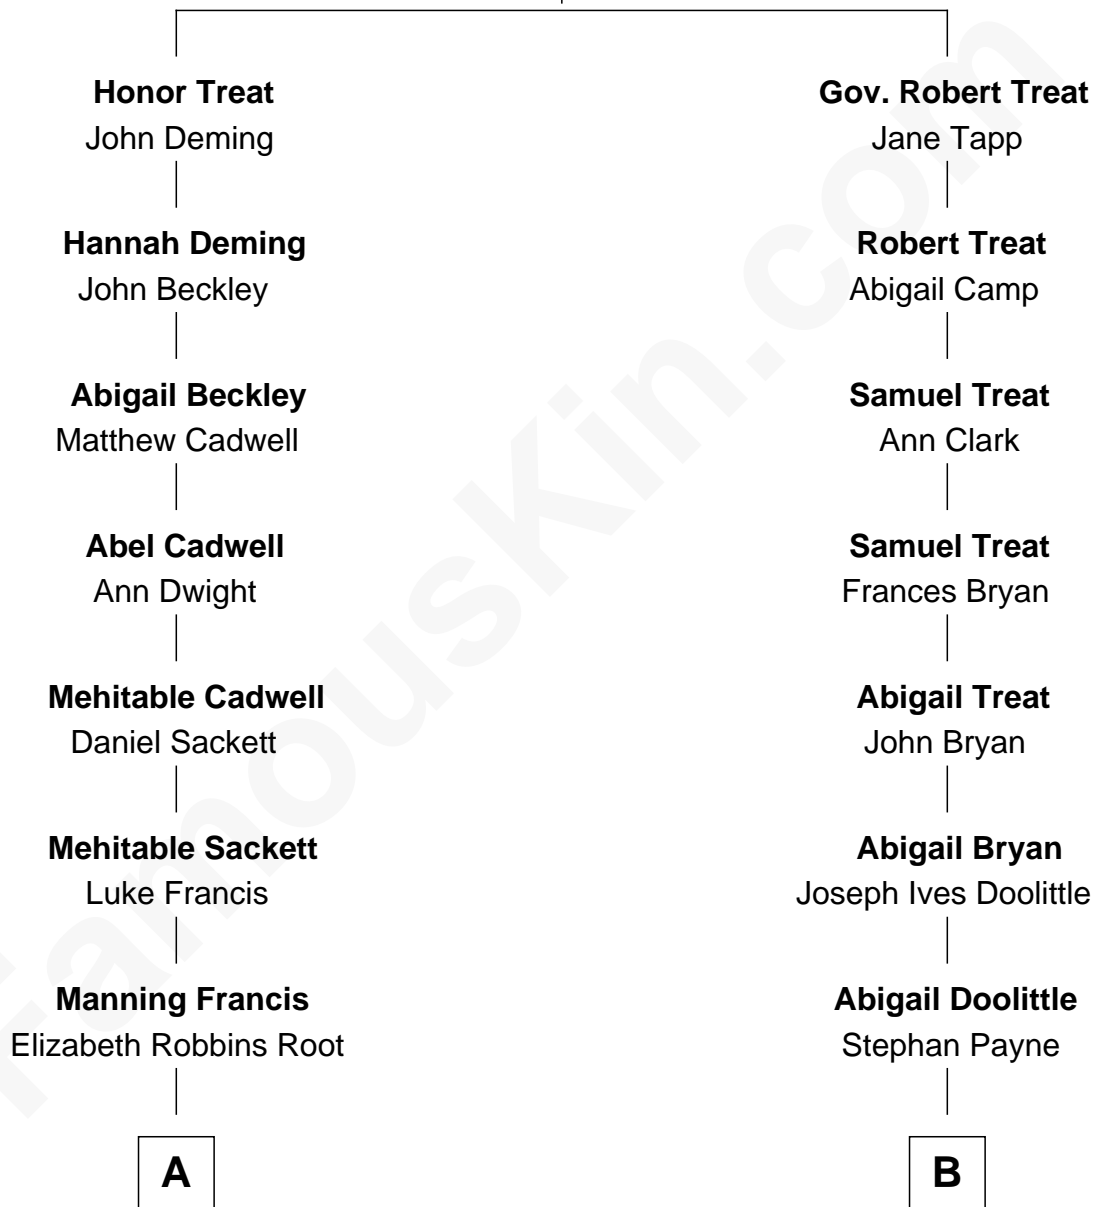 Honor Treat
John Deming
Hannah Deming
John Beckley
Abigail Beckley
Matthew Cadwell
Abel Cadwell
Ann Dwight
Mehitable Cadwell
Daniel Sackett
Mehitable Sackett
Luke Francis
Manning Francis
Elizabeth Robbins Root
A
Gov. Robert Treat
Jane Tapp
Robert Treat
Abigail Camp
Samuel Treat
Ann Clark
Samuel Treat
Frances Bryan
Abigail Treat
John Bryan
Abigail Bryan
Joseph Ives Doolittle
Abigail Doolittle
Stephan Payne
B
FamousKin.com